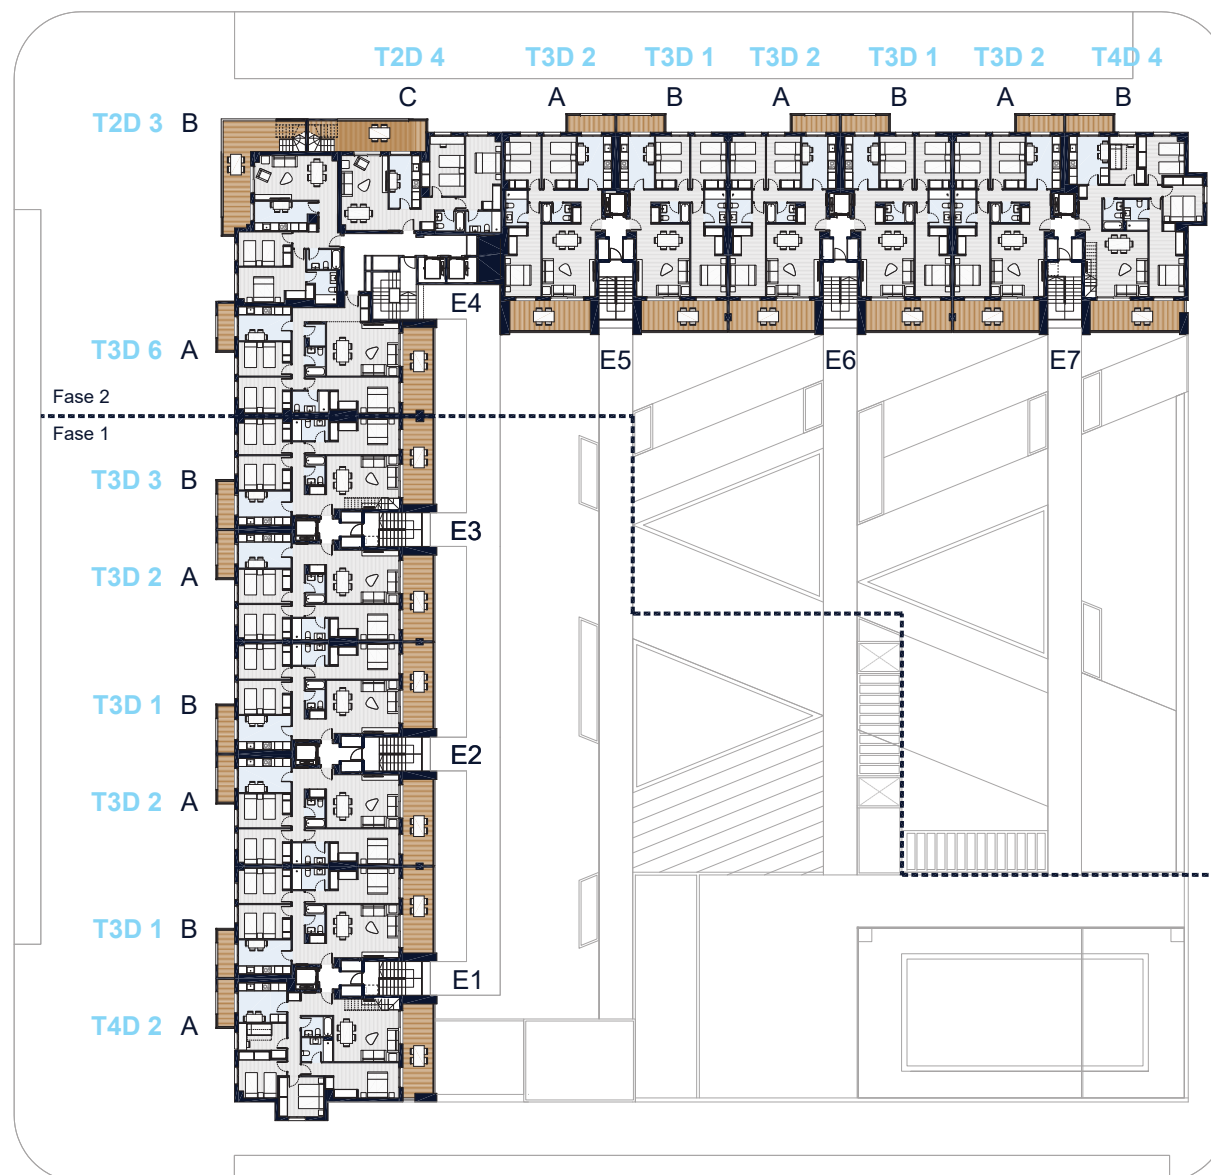 T2D 4 T3D 2 T3D 1 T3D 2 T3D 1 T3D 2 T4D 4
C A B A B A B
T2D 3 B
E4
T3D 6 A
E5 E6 E7
Fase 2
Fase 1
T3D 3 B
E3
T3D 2 A
T3D 1 B
E2
T3D 2 A
T3D 1 B
E1
T4D 2 A